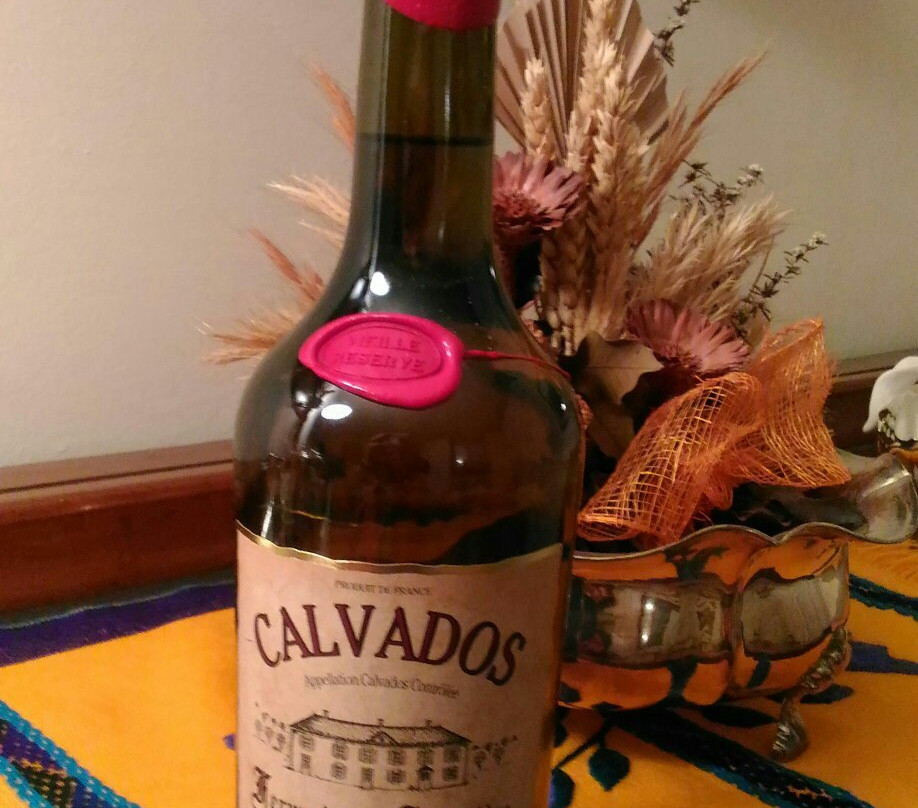 VIEILLE
RESERVE
PRODUIT DE FRANCE
CALVADOS
Appellation Calvados Contrôlée